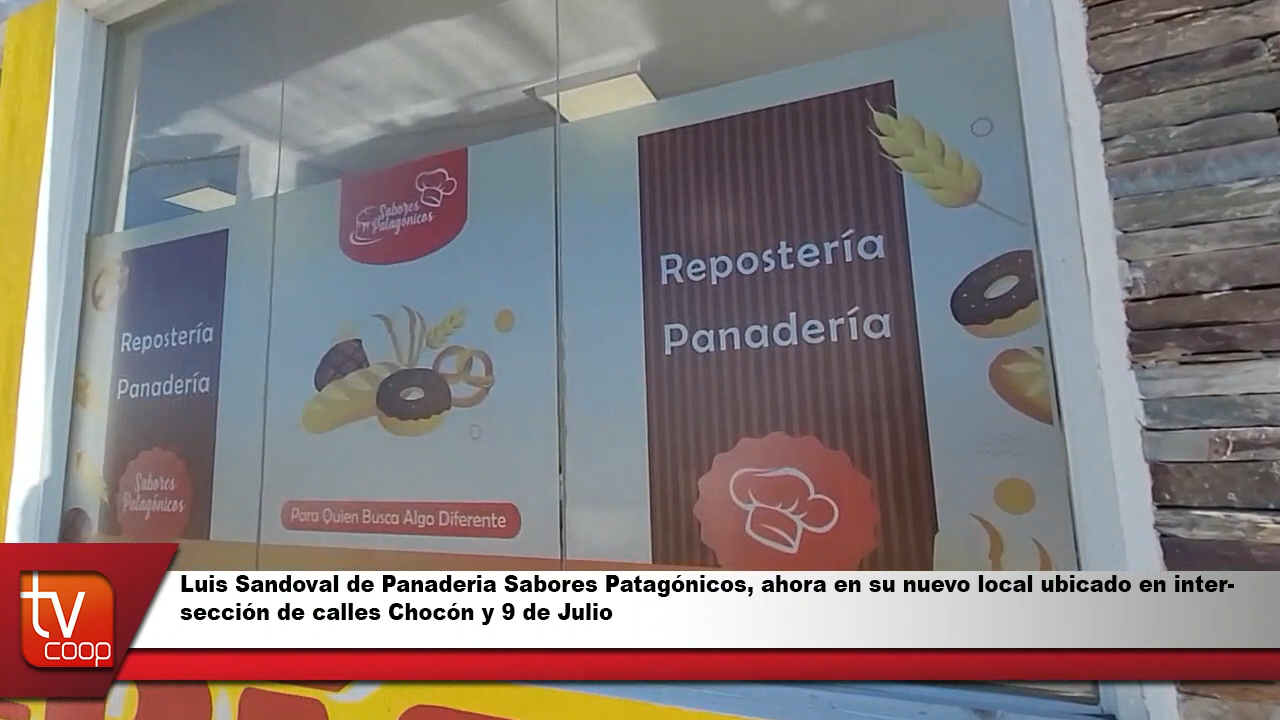 Sabores
Patagónicos
Repostería
Panadería
Repostería
Panadería
Sabores
Patagónicos
Para Quien Busca Algo Diferente
tv
coop
Luis Sandoval de Panaderia Sabores Patagónicos, ahora en su nuevo local ubicado en inter-
sección de calles Chocón y 9 de Julio